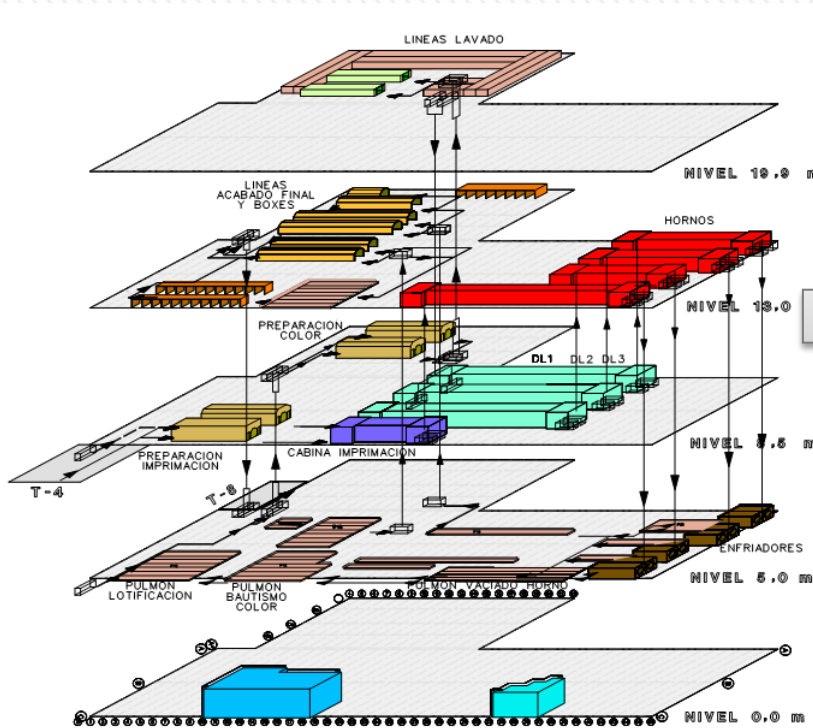 LINEAS LAVADO
NIVEL 19,9 m
LINEAS
ACABADO FINAL
Y BOXES
HORNOS
NIVEL 13,0
PREPARACION
COLOR
DL1 DL2 DL3
NIVEL 8,5 m
PREPARACION
IMPRIMACION
CABINA IMPRIMACION
T-4
T-8
ENFRIADORES
PULMON
LOTIFICACION
PULMON
BAUTISMO
COLOR
PULMON VACIADO HORNO
NIVEL 5,0 m
NIVEL 0,0 m